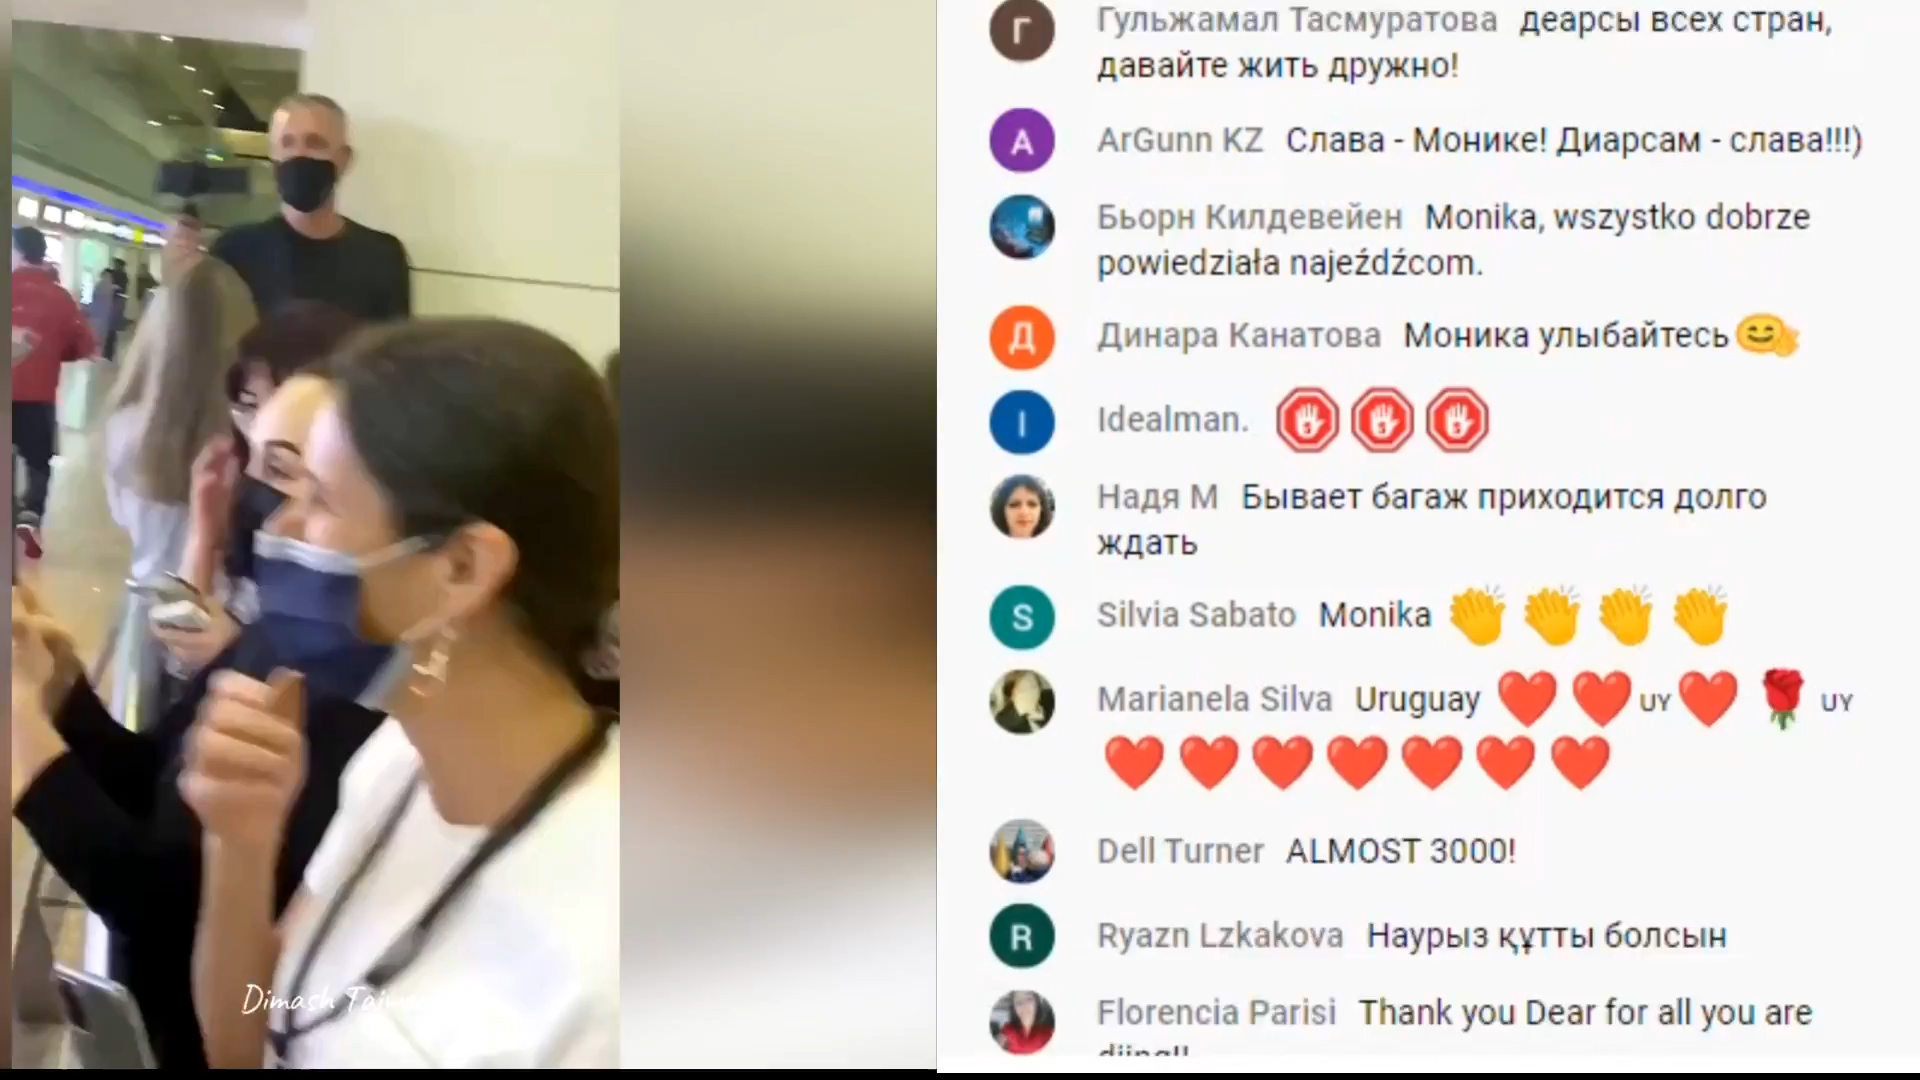 Г Гульжамал Тасмуратова деарсы всех стран,
давайте жить дружно!
A ArGunn KZ Слава - Монике! Диарсам - слава!!!)
Бьорн Килдевейен Monika, wszystko dobrze
powiedziała najeźdźcom.
Д Динара Канатова Моника улыбайтесь
I Idealman.
Надя М Бывает багаж приходится долго
ждать
S Silvia Sabato Monika
Marianela Silva Uruguay UY UY
Dell Turner ALMOST 3000!
R Ryazn Lzkakova Наурыз құтты болсын
Florencia Parisi Thank you Dear for all you are
Dimash